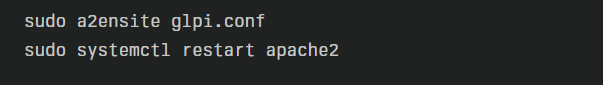 sudo a2ensite glpi.conf
sudo systemctl restart apache2